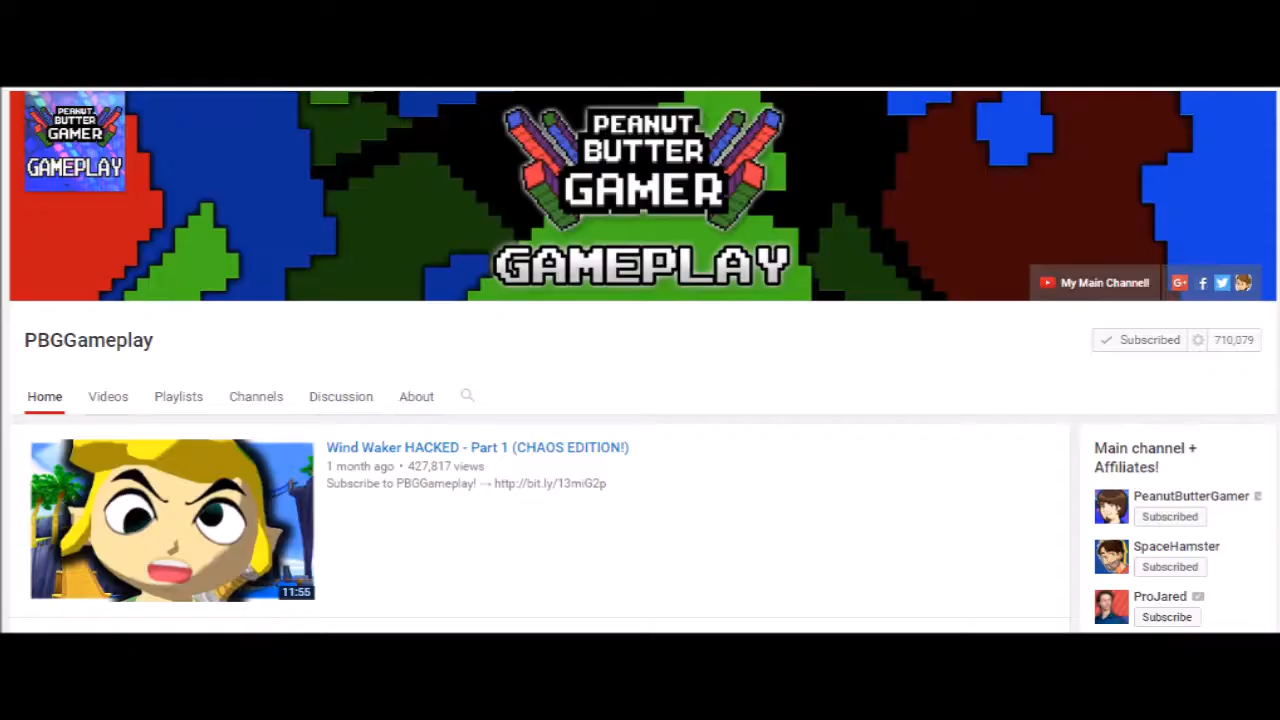 PEANUT
BUTTER
GAMER
GAMEPLAY
PEANUT
BUTTER
GAMER
GAMEPLAY
My Main Channell
PBGGameplay
Subscribed 710,079
Home Videos Playlists Channels Discussion About
Wind Waker HACKED - Part 1 (CHAOS EDITION!)
1 month ago • 427,817 views
Subscribe to PBGGameplay! → http://bit.ly/13miG2p
11:55
Main channel +
Affiliates!
PeanutButterGamer
Subscribed
SpaceHamster
Subscribed
ProJared
Subscribe